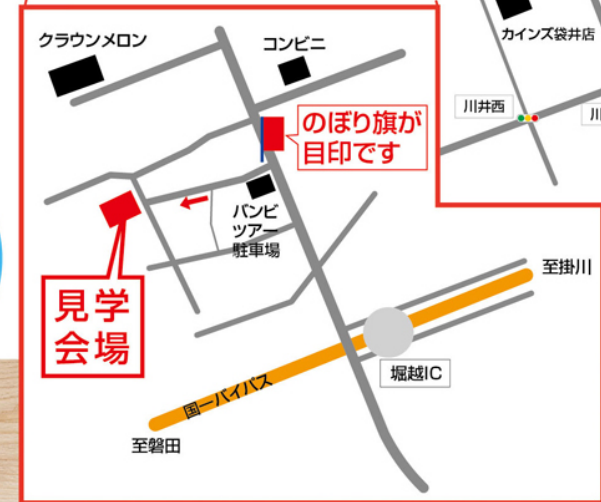 クラウンメロン
コンビニ
カインズ袋井店
川井西
川
のぼり旗が
目印です
バンビ
ツアー
駐車場
見学
会場
至掛川
堀越IC
国一バイパス
至磐田